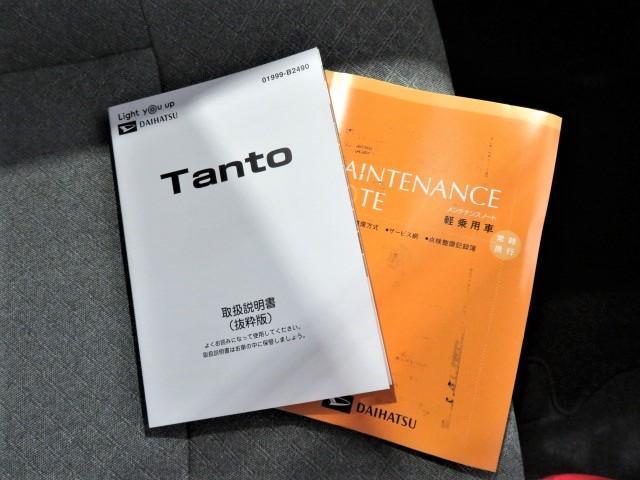 01999-B2490
Light y@u up
DAIHATSU
Tanto
取扱説明書
(抜粋版)
よくお読みになって使用してください。
取扱説明書はお車の中に保管しましょう。
AINTENANCE
TE
メンテナンスノート
軽乗用車
●サービス網 ●点検整備記録簿
常時
携行
DAIHATSU